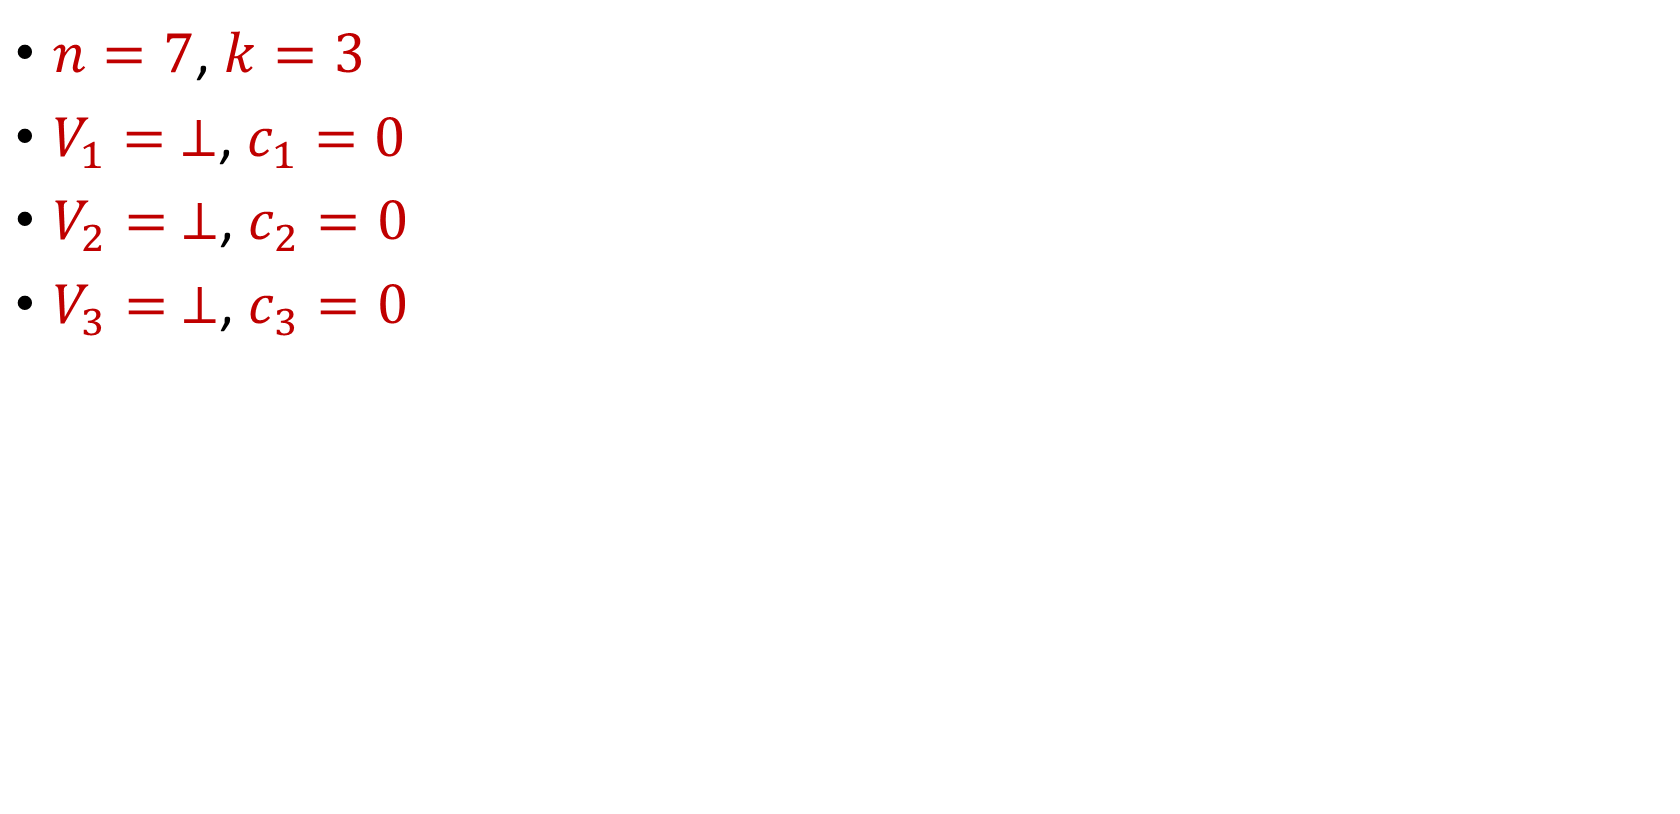 • n = 7, k = 3
• V₁ = ⊥, c₁ = 0
• V₂ = ⊥, c₂ = 0
• V₃ = ⊥, c₃ = 0